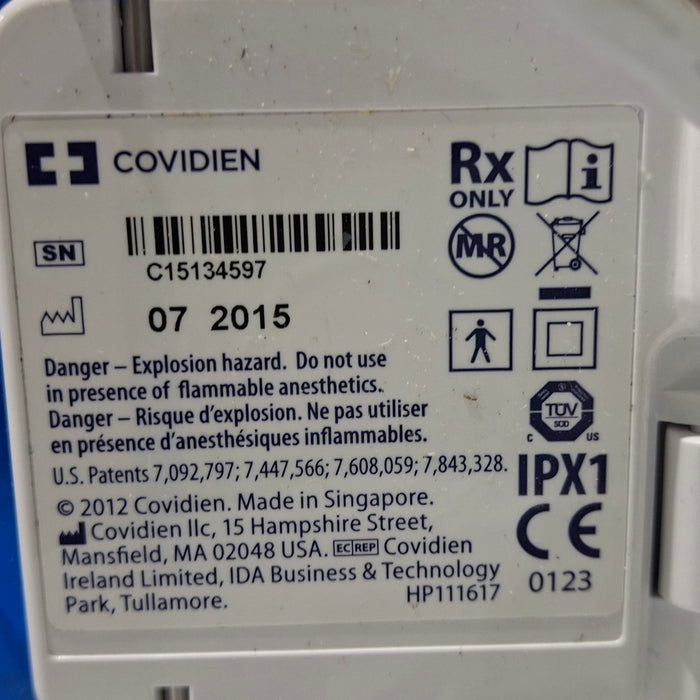 COVIDIEN
Rx
ONLY
i
SN
C15134597
MR
07 2015
Danger – Explosion hazard. Do not use
in presence of flammable anesthetics.
Danger – Risque d'explosion. Ne pas utiliser
en présence d'anesthésiques inflammables.
TÜV
SÜD
C US
U.S. Patents 7,092,797; 7,447,566; 7,608,059; 7,843,328.
IPX1
© 2012 Covidien. Made in Singapore.
Covidien llc, 15 Hampshire Street,
Mansfield, MA 02048 USA. EC REP Covidien
Ireland Limited, IDA Business & Technology
Park, Tullamore.
HP111617
CE
0123